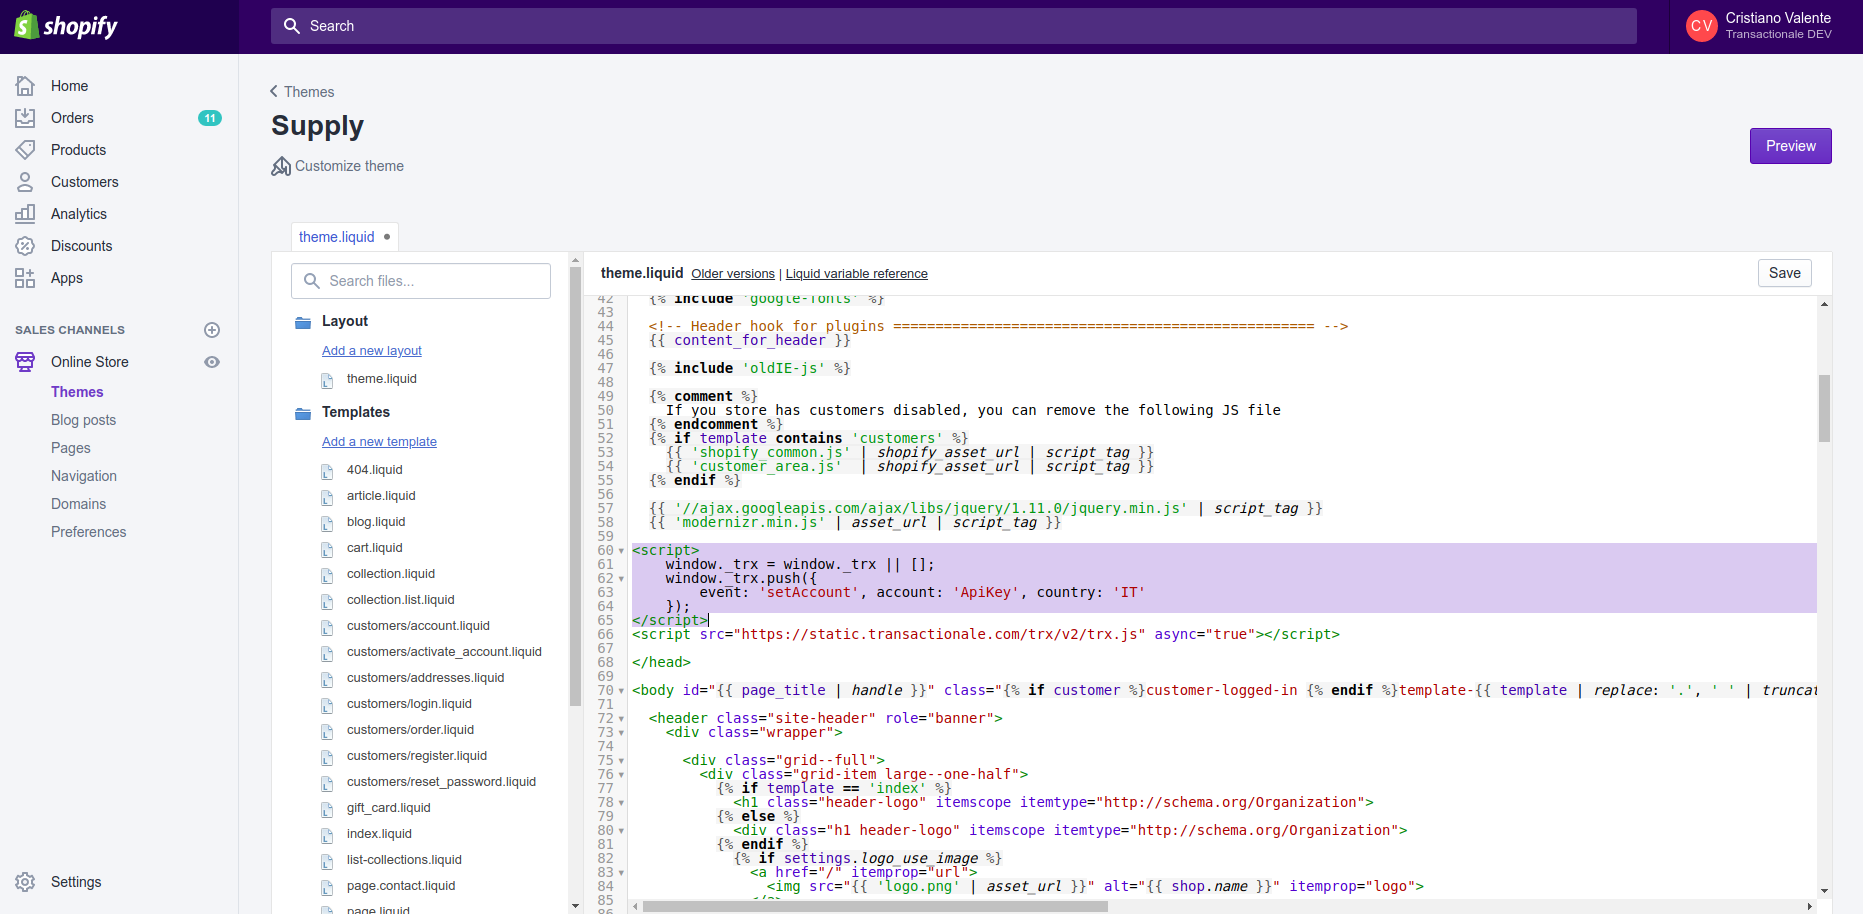 shopify
Search
CV
Cristiano Valente
Transactionale DEV
Home
Orders
11
Products
Customers
Analytics
Discounts
Apps
SALES CHANNELS
Online Store
Themes
Blog posts
Pages
Navigation
Domains
Preferences
Settings
Themes
Supply
Customize theme
Preview
theme.liquid
Search files...
Layout
Add a new layout
theme.liquid
Templates
Add a new template
404.liquid
article.liquid
blog.liquid
cart.liquid
collection.liquid
collection.list.liquid
customers/account.liquid
customers/activate_account.liquid
customers/addresses.liquid
customers/login.liquid
customers/order.liquid
customers/register.liquid
customers/reset_password.liquid
gift_card.liquid
index.liquid
list-collections.liquid
page.contact.liquid
page.liquid
theme.liquid Older versions | Liquid variable reference
Save
42 {% include 'google-fonts' %}
43
44 <!-- Header hook for plugins ================================================== -->
45 {{ content_for_header }}
46
47 {% include 'oldIE-js' %}
48
49 {% comment %}
50 If you store has customers disabled, you can remove the following JS file
51 {% endcomment %}
52 {% if template contains 'customers' %}
53 {{ 'shopify_common.js' | shopify_asset_url | script_tag }}
54 {{ 'customer_area.js' | shopify_asset_url | script_tag }}
55 {% endif %}
56
57 {{ '//ajax.googleapis.com/ajax/libs/jquery/1.11.0/jquery.min.js' | script_tag }}
58 {{ 'modernizr.min.js' | asset_url | script_tag }}
59
60 <script>
61 window._trx = window._trx || [];
62 window._trx.push({
63 event: 'setAccount', account: 'ApiKey', country: 'IT'
64 });
65 </script>
66 <script src="https://static.transactionale.com/trx/v2/trx.js" async="true"></script>
67
68 </head>
69
70 <body id="{{ page_title | handle }}" class="{% if customer %}customer-logged-in {% endif %}template-{{ template | replace: '.', ' ' | truncat
71
72 <header class="site-header" role="banner">
73 <div class="wrapper">
74
75 <div class="grid--full">
76 <div class="grid-item large--one-half">
77 {% if template == 'index' %}
78 <h1 class="header-logo" itemscope itemtype="http://schema.org/Organization">
79 {% else %}
80 <div class="h1 header-logo" itemscope itemtype="http://schema.org/Organization">
81 {% endif %}
82 {% if settings.logo_use_image %}
83 <a href="/" itemprop="url">
84 <img src="{{ 'logo.png' | asset_url }}" alt="{{ shop.name }}" itemprop="logo">
85 </a>
86